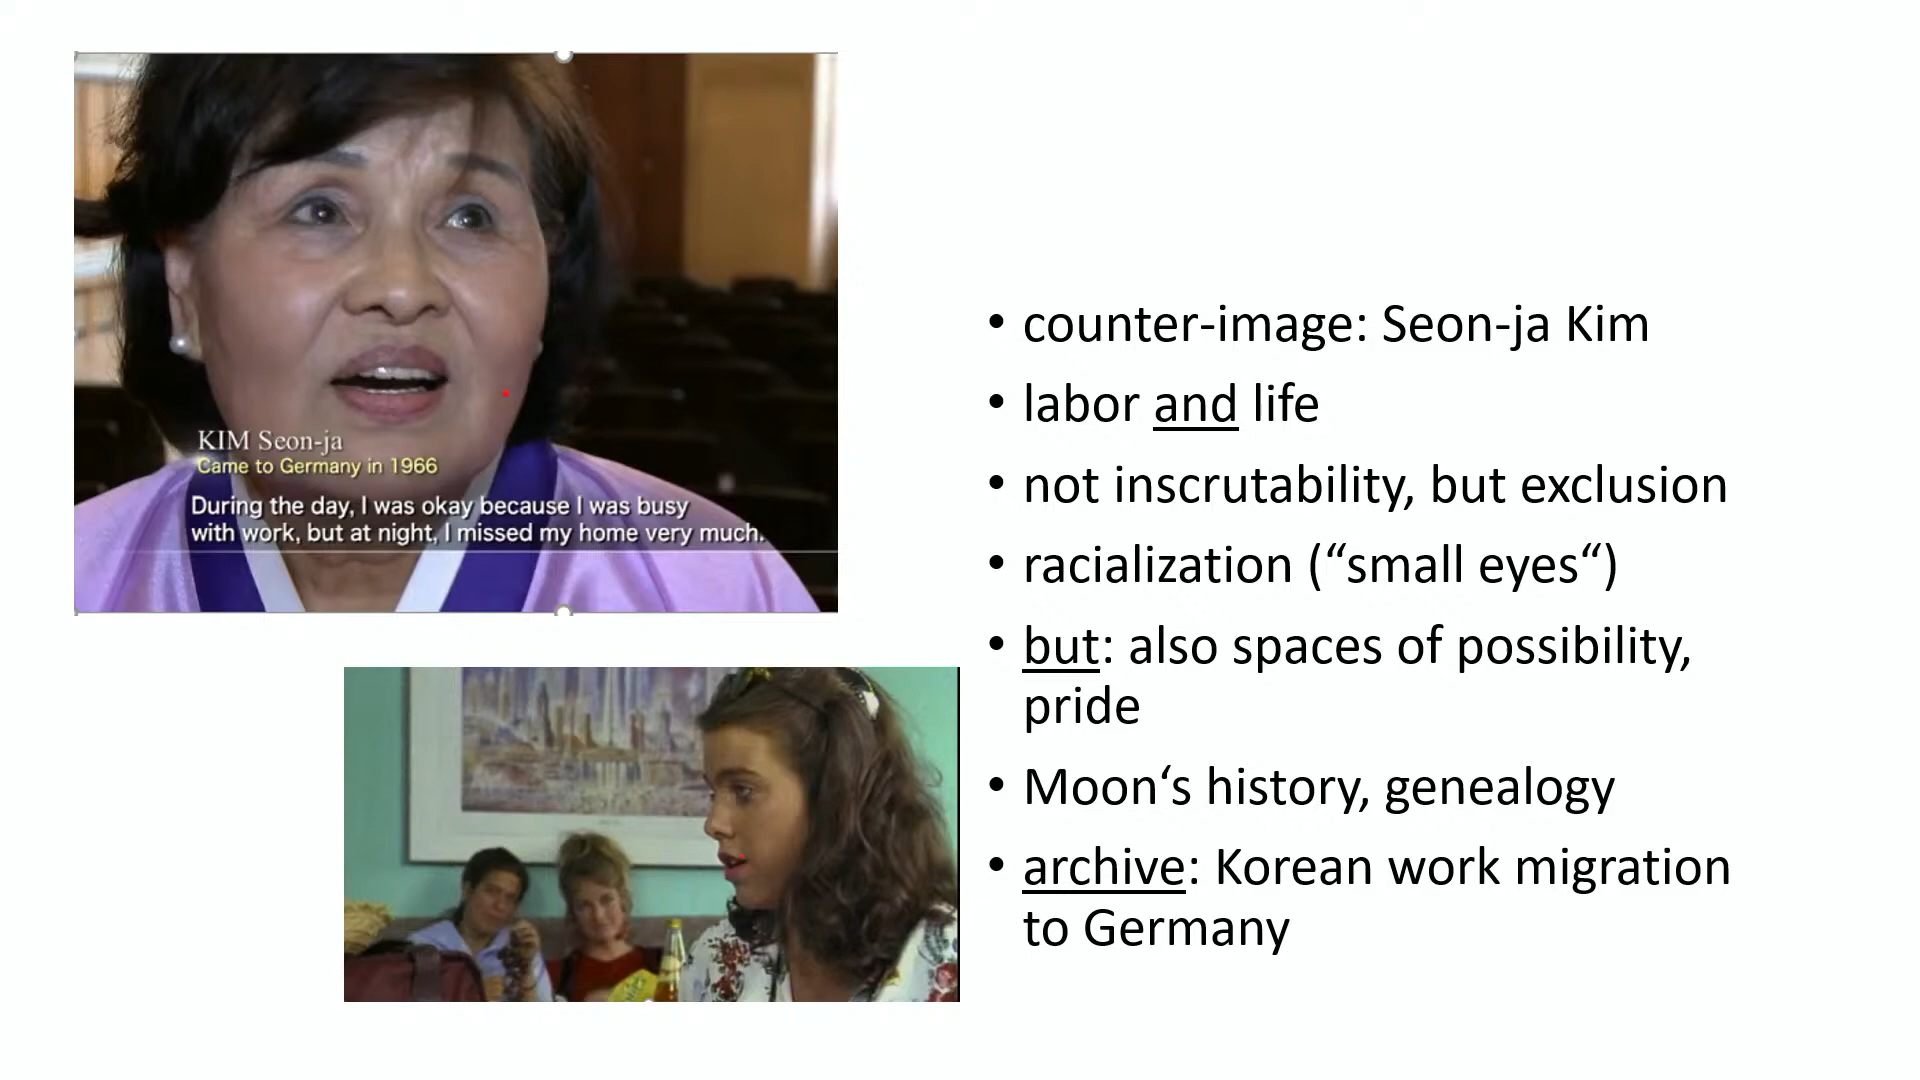 KIM Seon-ja
Came to Germany in 1966
During the day, I was okay because I was busy
with work, but at night, I missed my home very much.
• counter-image: Seon-ja Kim
• labor and life
• not inscrutability, but exclusion
• racialization (“small eyes“)
• but: also spaces of possibility,
pride
• Moon‘s history, genealogy
• archive: Korean work migration
to Germany